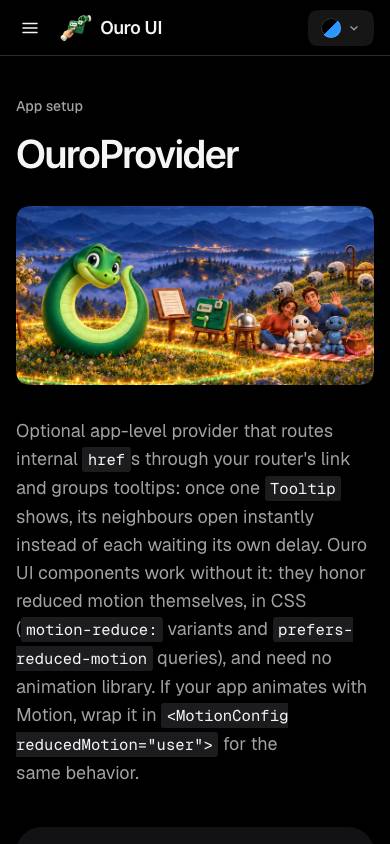 Ouro UI
App setup
OuroProvider
Optional app-level provider that routes
internal href s through your router's link
and groups tooltips: once one Tooltip
shows, its neighbours open instantly
instead of each waiting its own delay. Ouro
UI components work without it: they honor
reduced motion themselves, in CSS
( motion-reduce: variants and prefers-
reduced-motion queries), and need no
animation library. If your app animates with
Motion, wrap it in <MotionConfig
reducedMotion="user"> for the
same behavior.